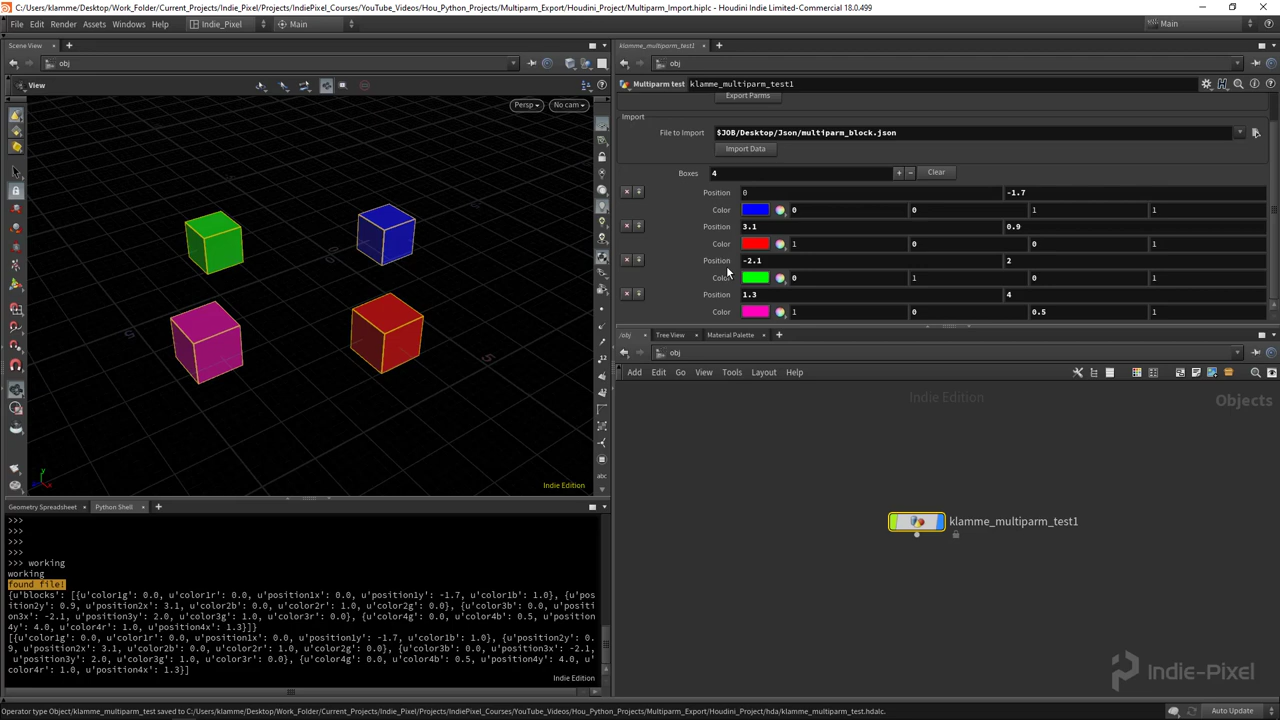 C:/Users/klamme/Desktop/Work_Folder/Current_Projects/Indie_Pixel/Projects/IndiePixel_Courses/YouTube_Videos/Hou_Python_Projects/Multiparm_Export/Houdini_Project/Multiparm_Import.hiplc - Houdini Indie Limited-Commercial 18.0.499
File Edit Render Assets Windows Help Indie_Pixel Main Main
Scene View
obj
View
Persp
No cam
5
5
Indie Edition
Geometry Spreadsheet Python Shell
>>>
>>>
>>>
>>> working
working
found file!
{u'blocks': [{u'color1g': 0.0, u'color1r': 0.0, u'position1x': 0.0, u'position1y': -1.7, u'color1b': 1.0}, {u'pos
ition2y': 0.9, u'position2x': 3.1, u'color2b': 0.0, u'color2r': 1.0, u'color2g': 0.0}, {u'color3b': 0.0, u'positi
on3x': -2.1, u'position3y': 2.0, u'color3g': 1.0, u'color3r': 0.0}, {u'color4g': 0.0, u'color4b': 0.5, u'position
4y': 4.0, u'color4r': 1.0, u'position4x': 1.3}]}
[{u'color1g': 0.0, u'color1r': 0.0, u'position1x': 0.0, u'position1y': -1.7, u'color1b': 1.0}, {u'position2y': 0.
9, u'position2x': 3.1, u'color2b': 0.0, u'color2r': 1.0, u'color2g': 0.0}, {u'color3b': 0.0, u'position3x': -2.1,
u'position3y': 2.0, u'color3g': 1.0, u'color3r': 0.0}, {u'color4g': 0.0, u'color4b': 0.5, u'position4y': 4.0, u'
color4r': 1.0, u'position4x': 1.3}]
Indie Edition
klamme_multiparm_test1
obj
Multiparm test klamme_multiparm_test1
Export Parms
Import
File to Import $JOB/Desktop/Json/multiparm_block.json
Import Data
Boxes 4 + - Clear
Position 0 -1.7
Color 0 0 1 1
Position 3.1 0.9
Color 1 0 0 1
Position -2.1 2
Color 0 1 0 1
Position 1.3 4
Color 1 0 0.5 1
/obj Tree View Material Palette
obj
Add Edit Go View Tools Layout Help
Indie Edition
Objects
klamme_multiparm_test1
Indie-Pixel
Operator type Object/klamme_multiparm_test saved to C:/Users/klamme/Desktop/Work_Folder/Current_Projects/Indie_Pixel/Projects/IndiePixel_Courses/YouTube_Videos/Hou_Python_Projects/Multiparm_Export/Houdini_Project/hda/klamme_multiparm_test.hdalc.
Auto Update